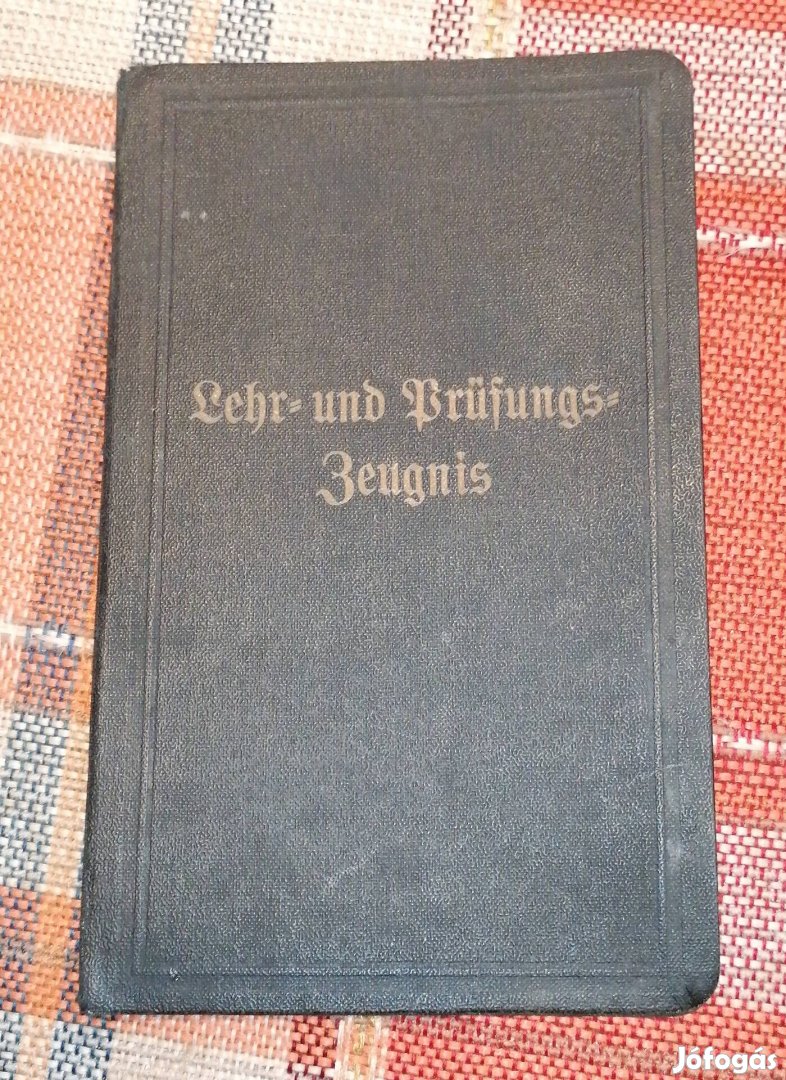 Lehr- und Prüfungs-
Zeugnis
Jófogás